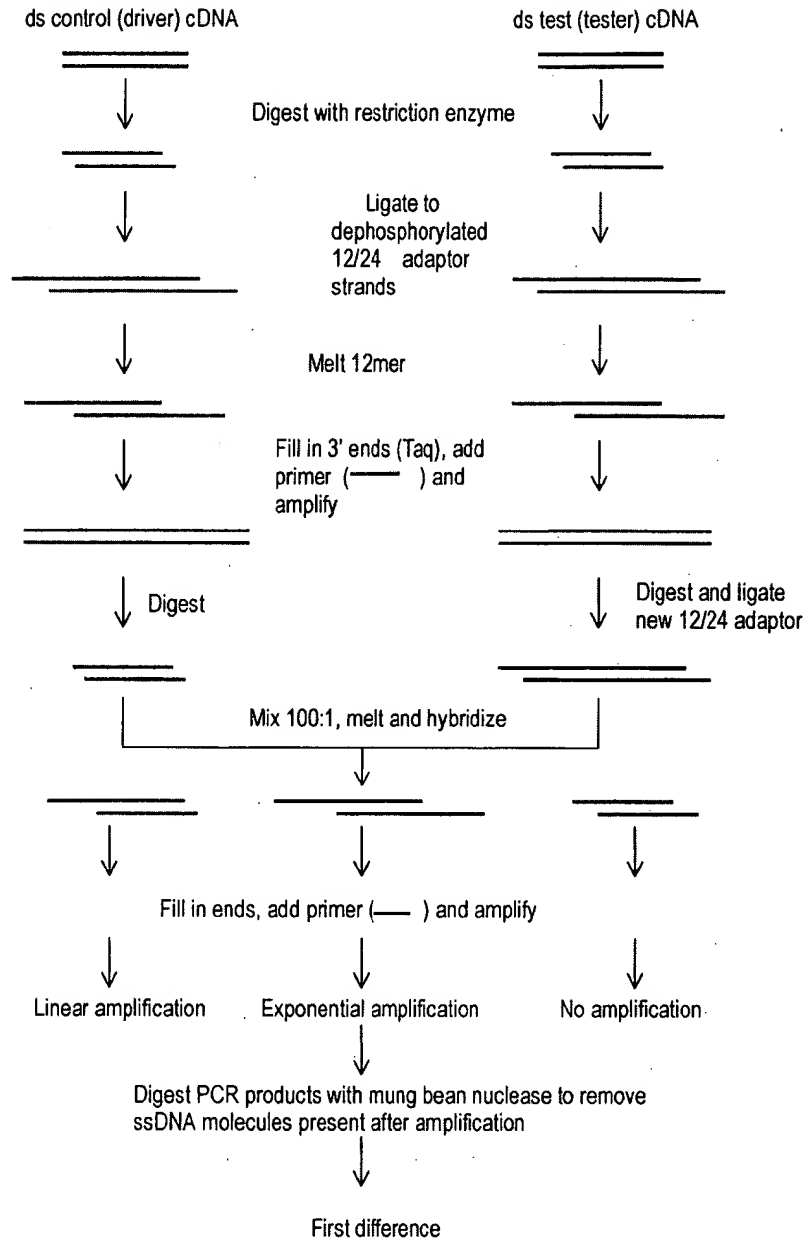 ds control (driver) cDNA
ds test (tester) cDNA
Digest with restriction enzyme
Ligate to
dephosphorylated
12/24 adaptor
strands
Melt 12mer
Fill in 3' ends (Taq), add
primer ( ) and
amplify
Digest
Digest and ligate
new 12/24 adaptor
Mix 100:1, melt and hybridize
Fill in ends, add primer ( ) and amplify
Linear amplification
Exponential amplification
No amplification
Digest PCR products with mung bean nuclease to remove
ssDNA molecules present after amplification
First difference